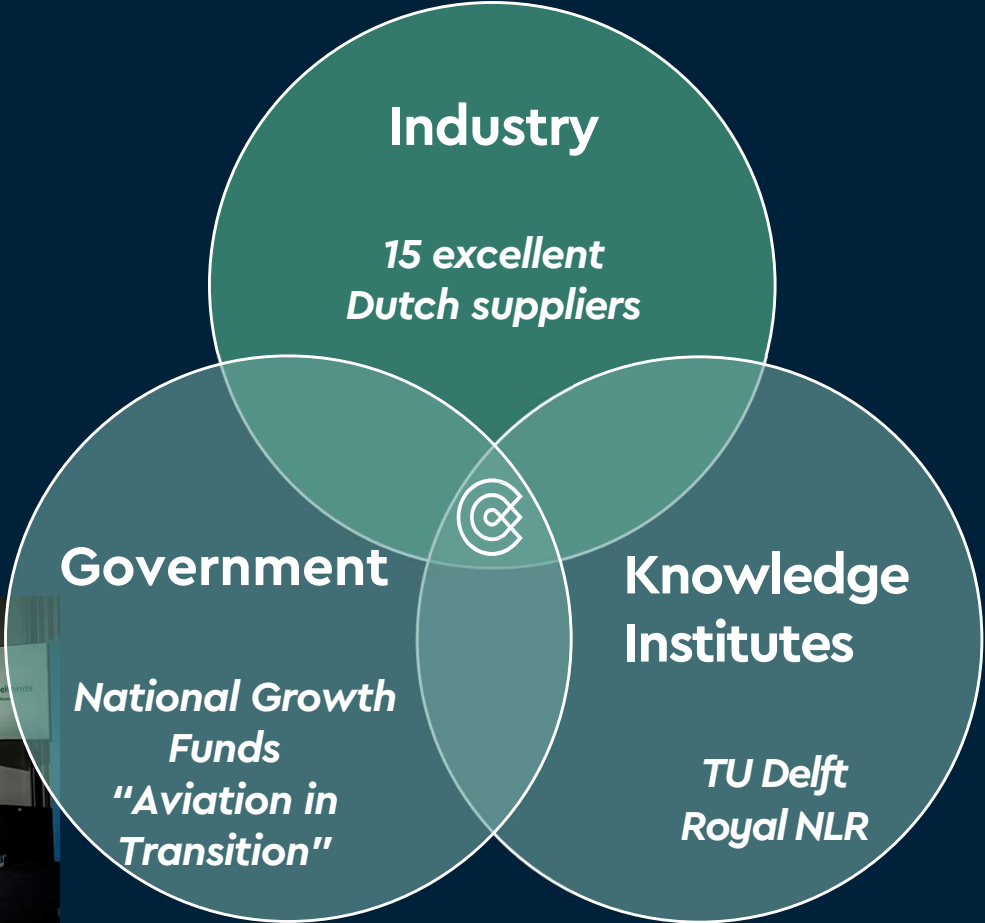 Industry
15 excellent
Dutch suppliers
Government
National Growth
Funds
“Aviation in
Transition”
Knowledge
Institutes
TU Delft
Royal NLR